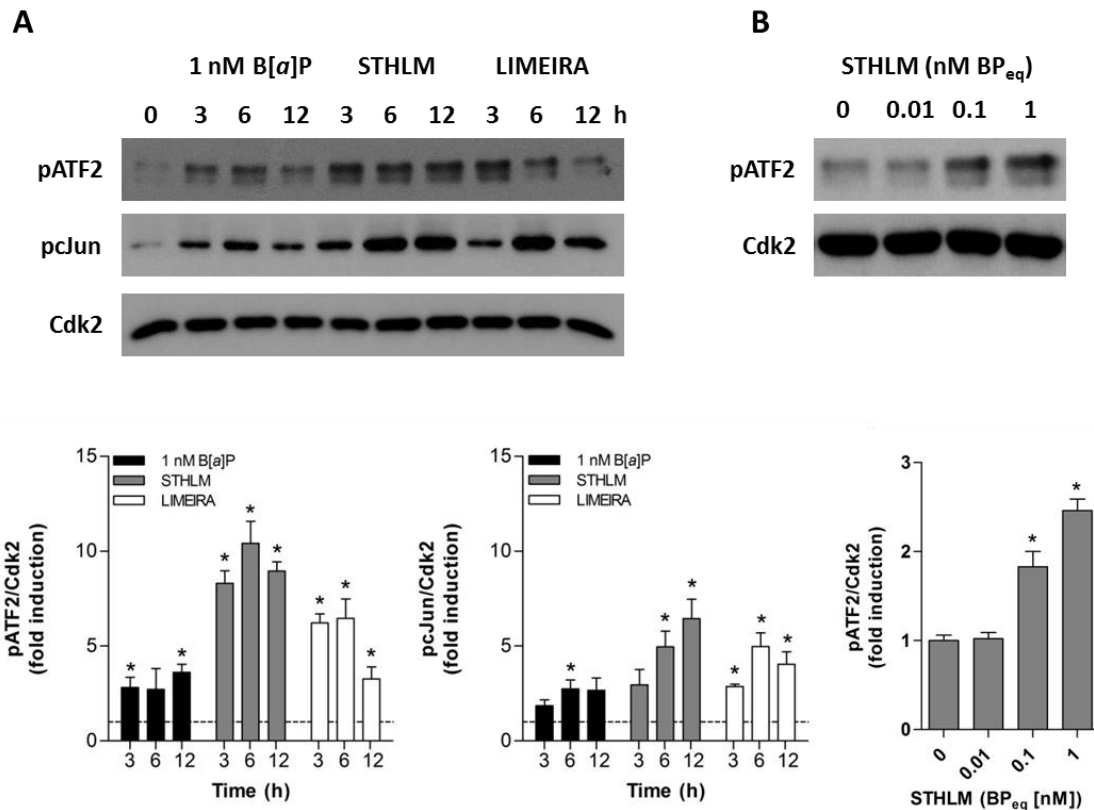 A
1 nM B[a]P STHLM LIMEIRA
0 3 6 12 3 6 12 3 6 12 h
pATF2
pcJun
Cdk2
B
STHLM (nM BPeq)
0 0.01 0.1 1
pATF2
Cdk2
pATF2/Cdk2
(fold induction)
15
10
5
0
1 nM B[a]P
STHLM
LIMEIRA
* * * * * * * *
3 6 12 3 6 12 3 6 12
Time (h)
pcJun/Cdk2
(fold induction)
15
10
5
0
1 nM B[a]P
STHLM
LIMEIRA
* * * * * *
3 6 12 3 6 12 3 6 12
Time (h)
pATF2/Cdk2
(fold induction)
3
2
1
0
* *
0 0.01 0.1 1
STHLM (BPeq [nM])